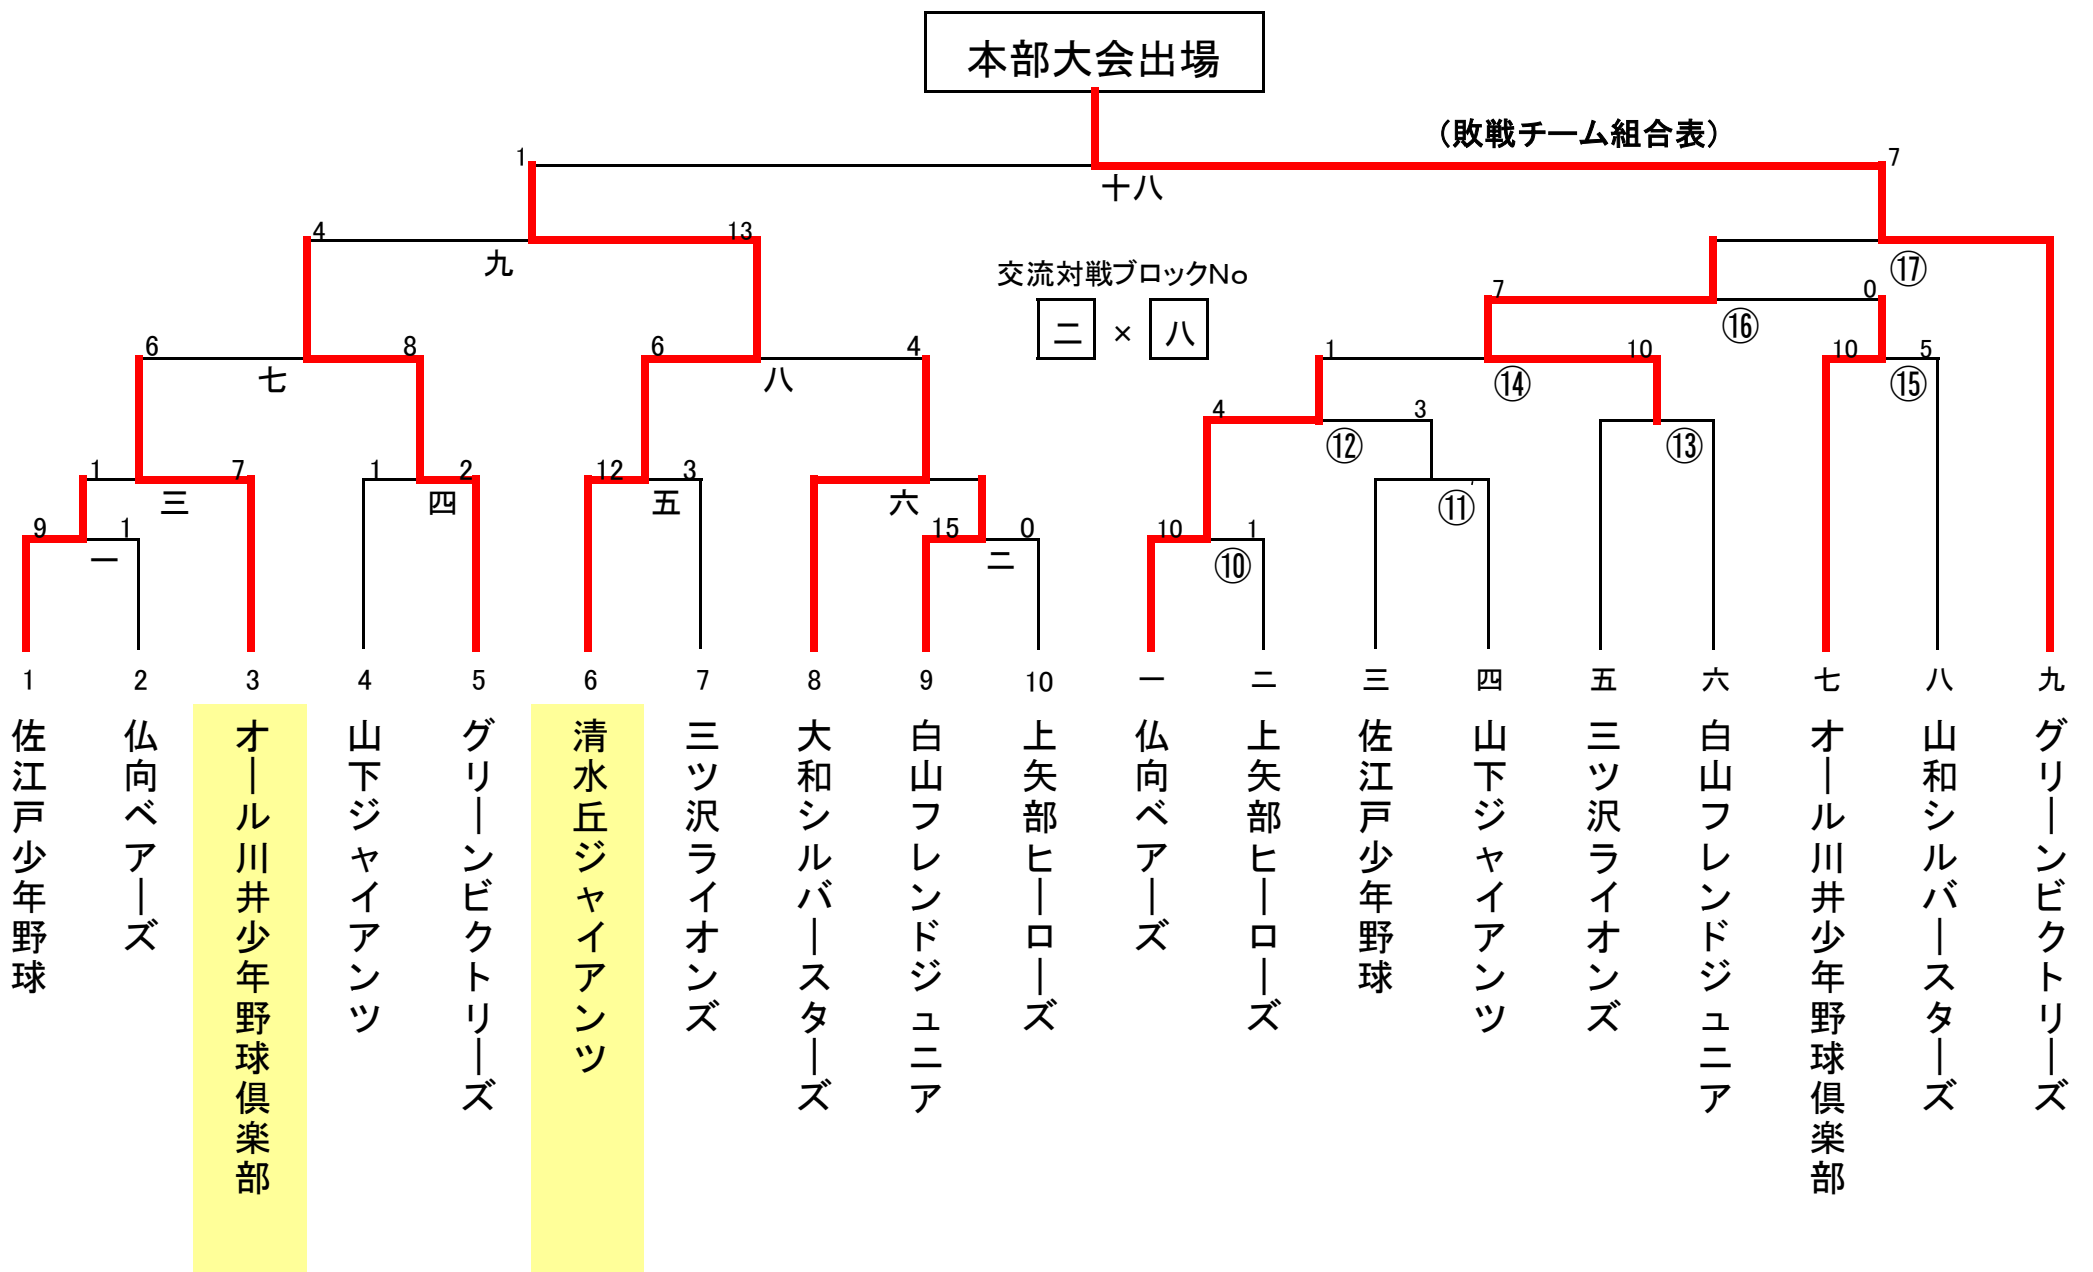 本部大会出場
(敗戦チーム組合表)
1
7
十八
4
13
九
⑰
交流対戦ブロックNo
二 × 八
7
0
⑯
6
8
七
6
4
八
1
10
⑭
10
5
⑮
4
3
⑫
⑬
1
7
三
1
2
四
12
3
五
六
⑪
9
1
一
15
0
二
10
1
⑩
1
2
3
4
5
6
7
8
9
10
一
二
三
四
五
六
七
八
九
佐江戸少年野球
仏向ベアーズ
オール川井少年野球倶楽部
山下ジャイアンツ
グリーンビクトリーズ
清水丘ジャイアンツ
三ツ沢ライオンズ
大和シルバースターズ
白山フレンドジュニア
上矢部ヒーローズ
仏向ベアーズ
上矢部ヒーローズ
佐江戸少年野球
山下ジャイアンツ
三ツ沢ライオンズ
白山フレンドジュニア
オール川井少年野球倶楽部
山和シルバースターズ
グリーンビクトリーズ